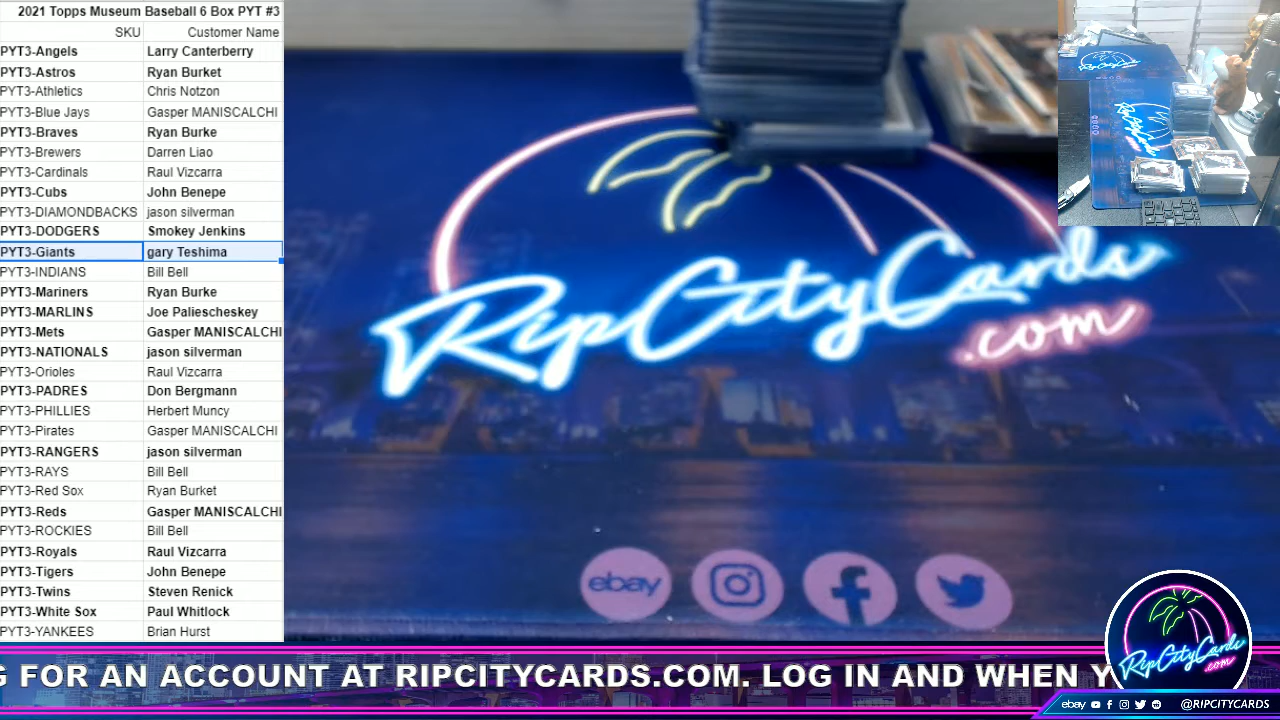 2021 Topps Museum Baseball 6 Box PYT #3
SKU Customer Name
PYT3-Angels Larry Canterberry
PYT3-Astros Ryan Burket
PYT3-Athletics Chris Notzon
PYT3-Blue Jays Gasper MANISCALCHI
PYT3-Braves Ryan Burke
PYT3-Brewers Darren Liao
PYT3-Cardinals Raul Vizcarra
PYT3-Cubs John Benepe
PYT3-DIAMONDBACKS jason silverman
PYT3-DODGERS Smokey Jenkins
PYT3-Giants gary Teshima
PYT3-INDIANS Bill Bell
PYT3-Mariners Ryan Burke
PYT3-MARLINS Joe Paliescheskey
PYT3-Mets Gasper MANISCALCHI
PYT3-NATIONALS jason silverman
PYT3-Orioles Raul Vizcarra
PYT3-PADRES Don Bergmann
PYT3-PHILLIES Herbert Muncy
PYT3-Pirates Gasper MANISCALCHI
PYT3-RANGERS jason silverman
PYT3-RAYS Bill Bell
PYT3-Red Sox Ryan Burket
PYT3-Reds Gasper MANISCALCHI
PYT3-ROCKIES Bill Bell
PYT3-Royals Raul Vizcarra
PYT3-Tigers John Benepe
PYT3-Twins Steven Renick
PYT3-White Sox Paul Whitlock
PYT3-YANKEES Brian Hurst
RipCityCards
.com
ebay
RipCityCards
.com
G FOR AN ACCOUNT AT RIPCITYCARDS.COM. LOG IN AND WHEN Y
ebay @RIPCITYCARDS